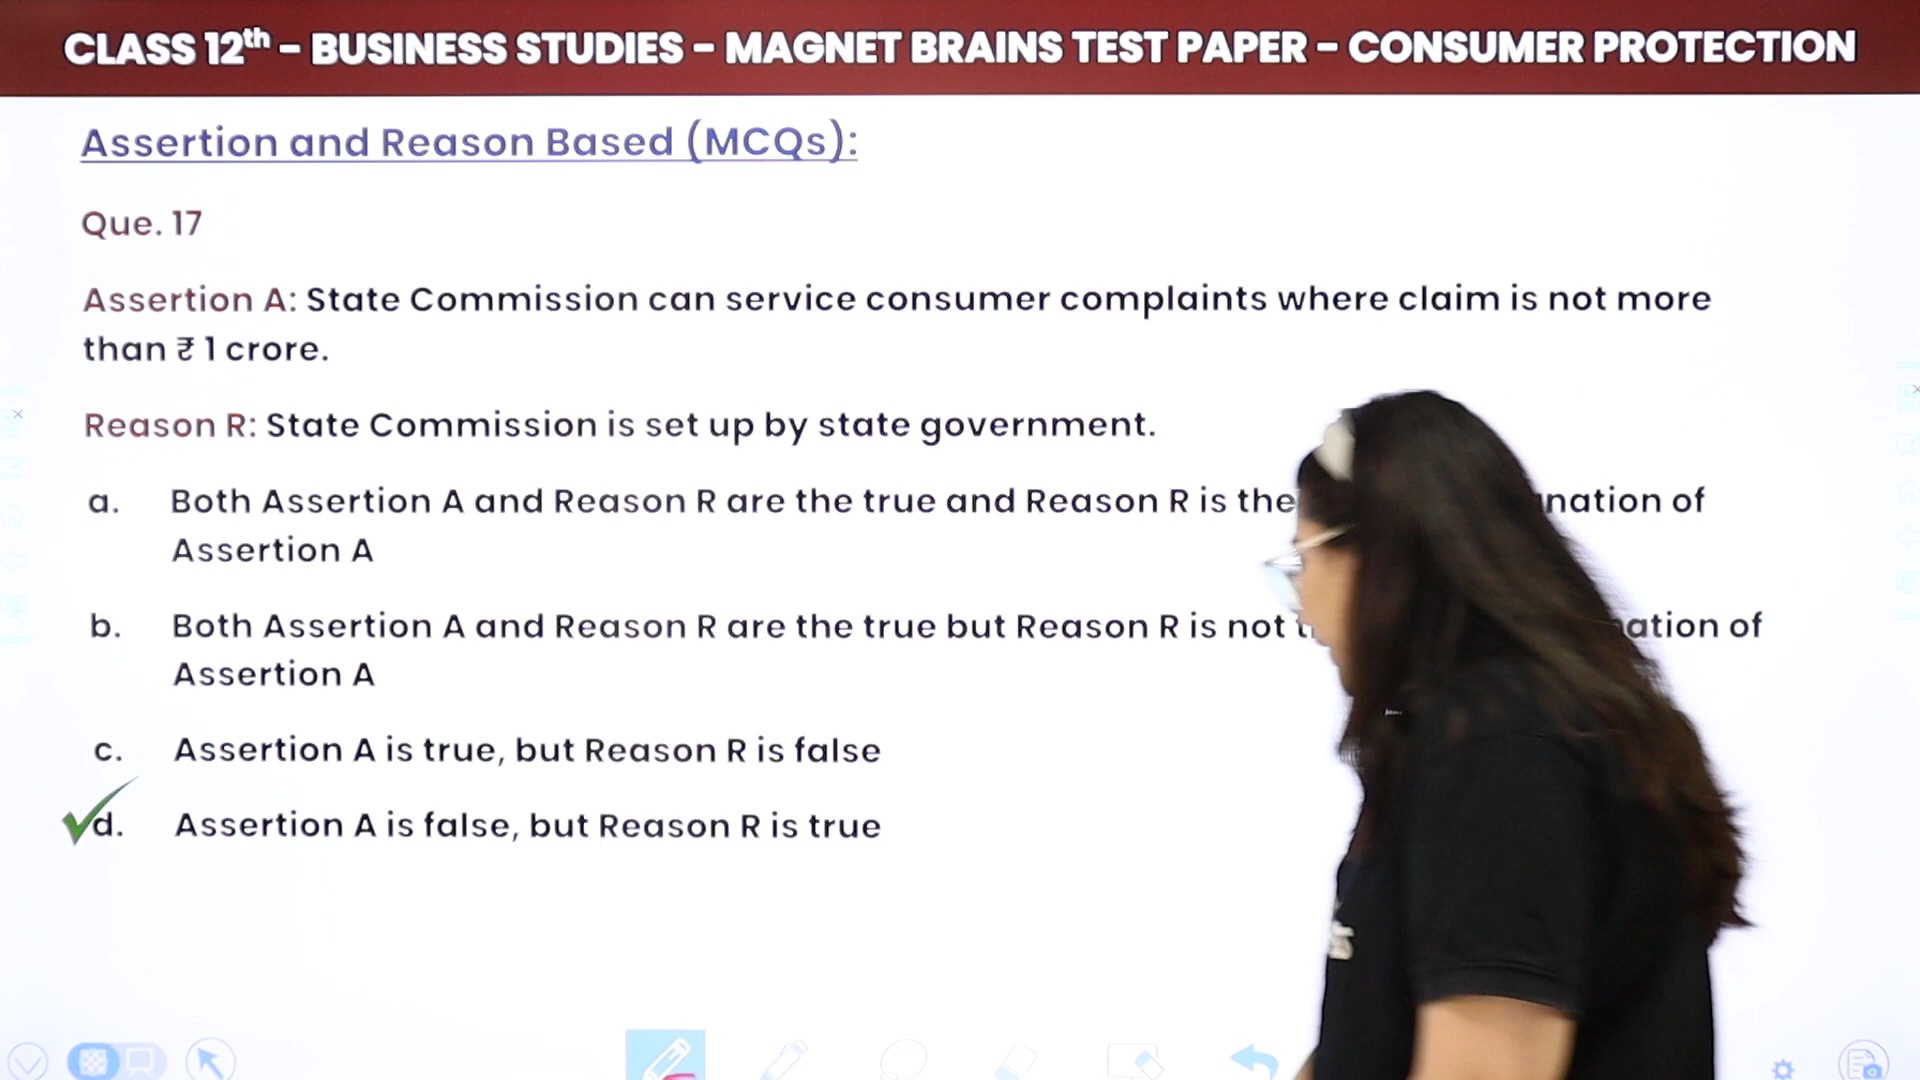 CLASS 12th – BUSINESS STUDIES – MAGNET BRAINS TEST PAPER – CONSUMER PROTECTION
Assertion and Reason Based (MCQs):
Que. 17
Assertion A: State Commission can service consumer complaints where claim is not more
than ₹ 1 crore.
Reason R: State Commission is set up by state government.
a. Both Assertion A and Reason R are the true and Reason R is the nation of
Assertion A
b. Both Assertion A and Reason R are the true but Reason R is not ation of
Assertion A
c. Assertion A is true, but Reason R is false
d. Assertion A is false, but Reason R is true